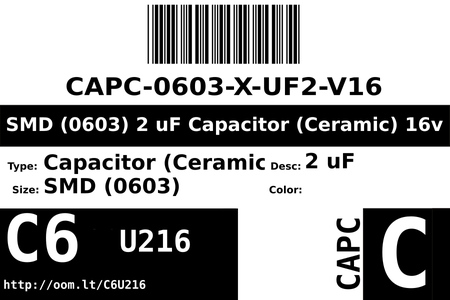 CAPC-0603-X-UF2-V16
SMD (0603) 2 uF Capacitor (Ceramic) 16v
Type: Capacitor (Ceramic Desc: 2 uF
Size: SMD (0603) Color:
C6 U216
http://oom.lt/C6U216
CAPC
C